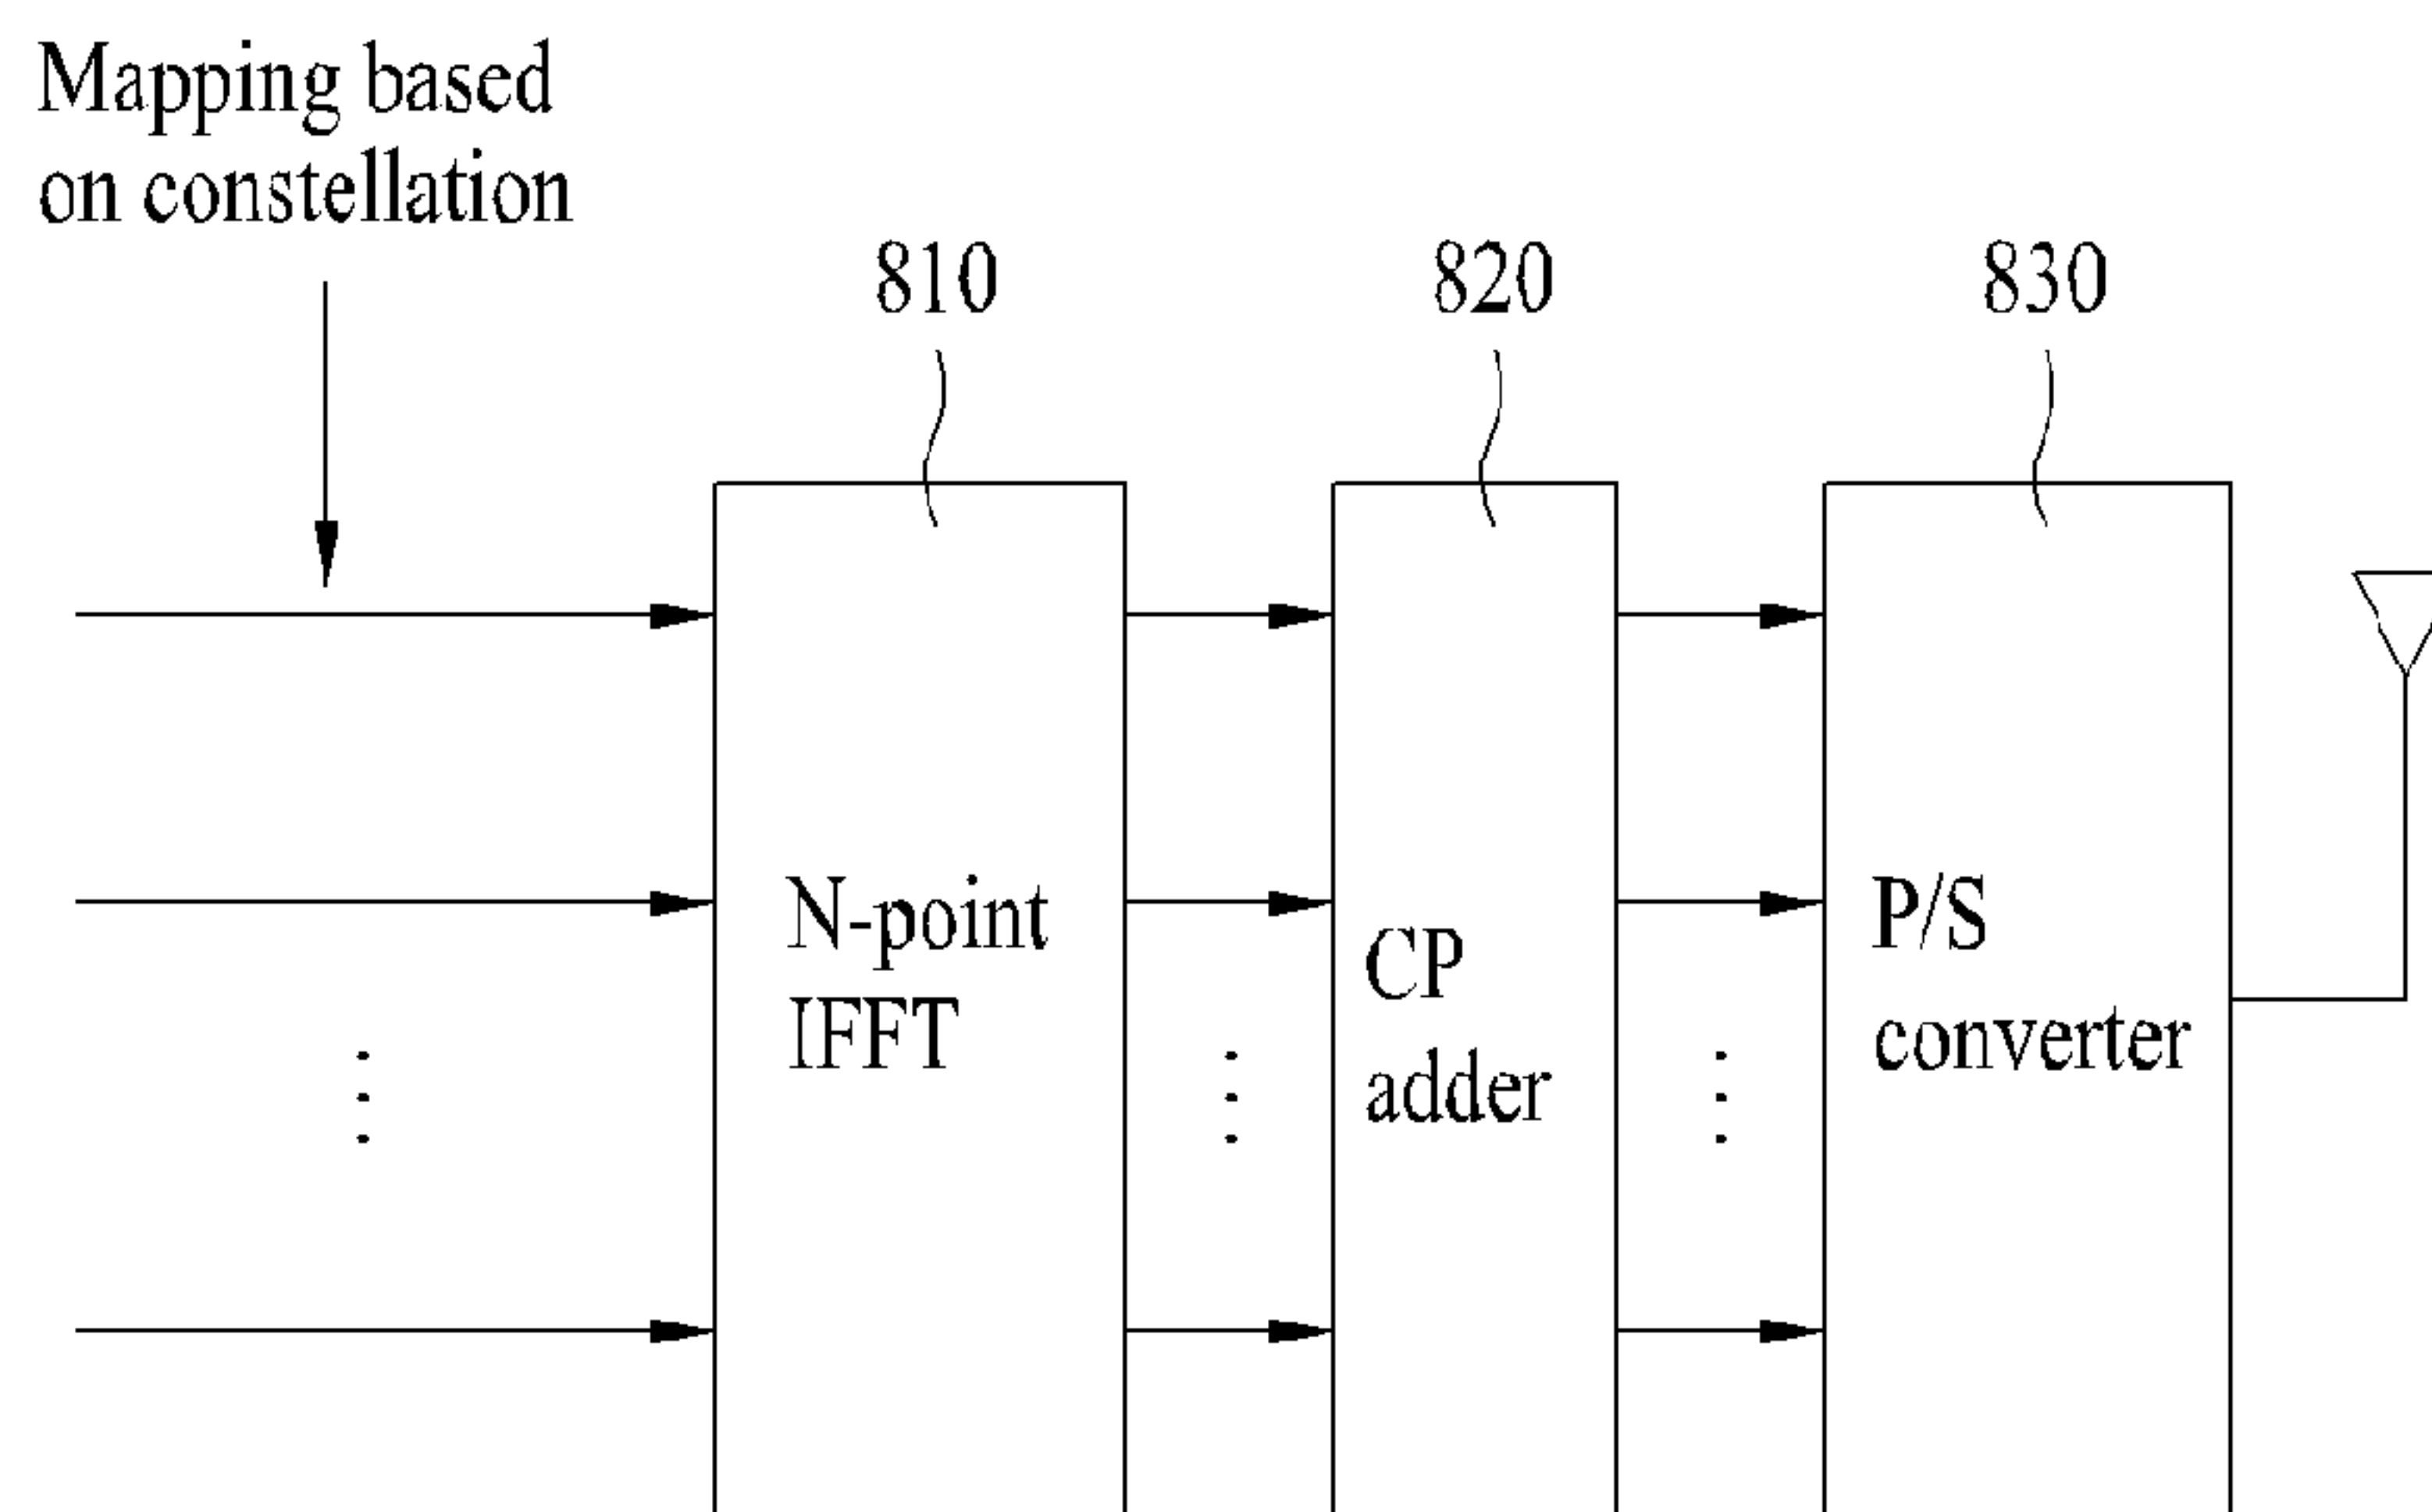 Mapping based
on constellation
810
820
830
N-point
IFFT
CP
adder
P/S
converter